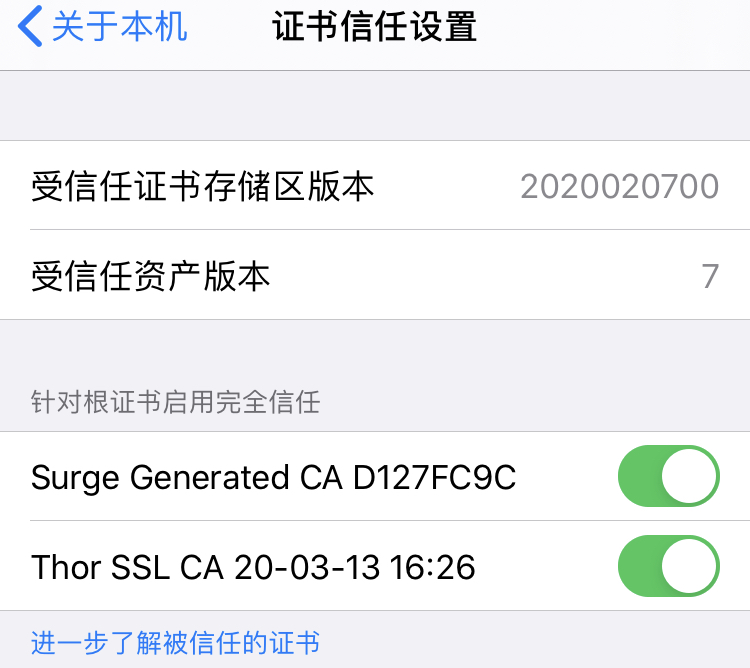 关于本机
证书信任设置
受信任证书存储区版本 2020020700
受信任资产版本 7
针对根证书启用完全信任
Surge Generated CA D127FC9C
Thor SSL CA 20-03-13 16:26
进一步了解被信任的证书